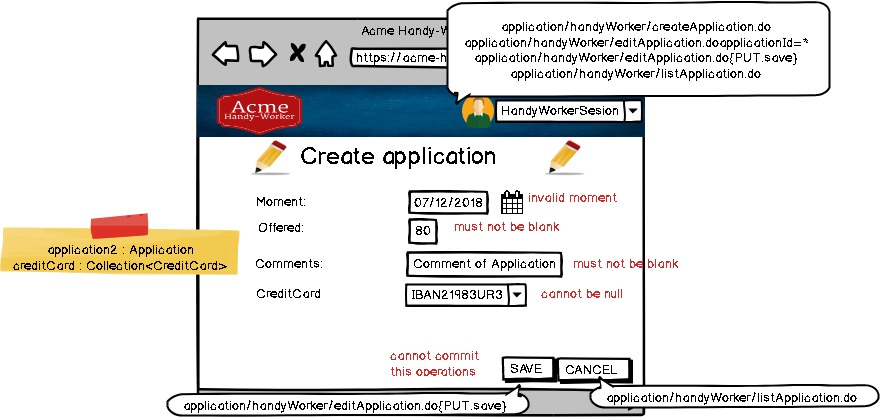 Acme Handy-W
https://acme-h
application/handyWorker/createApplication.do
application/handyWorker/editApplication.doapplicationId=*
application/handyWorker/editApplication.do{PUT.save}
application/handyWorker/listApplication.do
Acme
Handy-Worker
HandyWorkerSesion
Create application
Moment:
07/12/2018
invalid moment
Offered:
80
must not be blank
application2 : Application
creditCard : Collection<CreditCard>
Comments:
Comment of Application
must not be blank
CreditCard
IBAN21983UR3
cannot be null
cannot commit
this operations
SAVE
CANCEL
application/handyWorker/editApplication.do{PUT.save}
application/handyWorker/listApplication.do